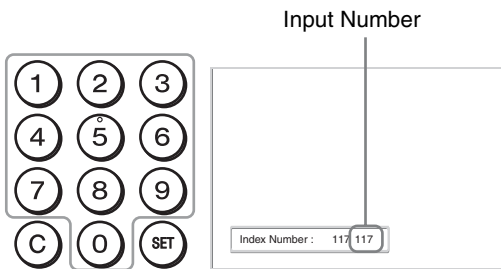 Input Number
1 2 3
4 5 6
7 8 9
C 0 SET
Index Number : 117 117